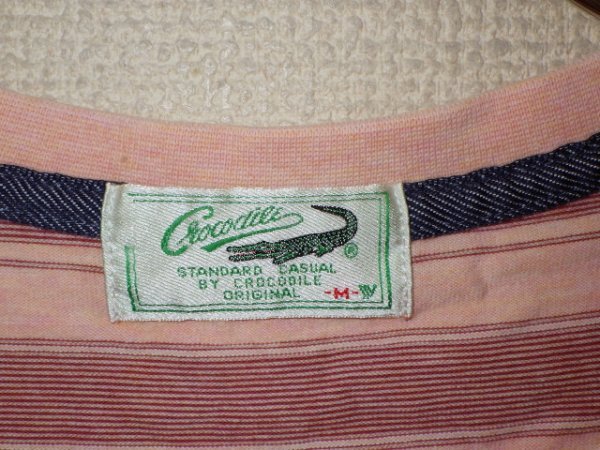 Crocodile ®
STANDARD CASUAL
BY CROCODILE
ORIGINAL -M-